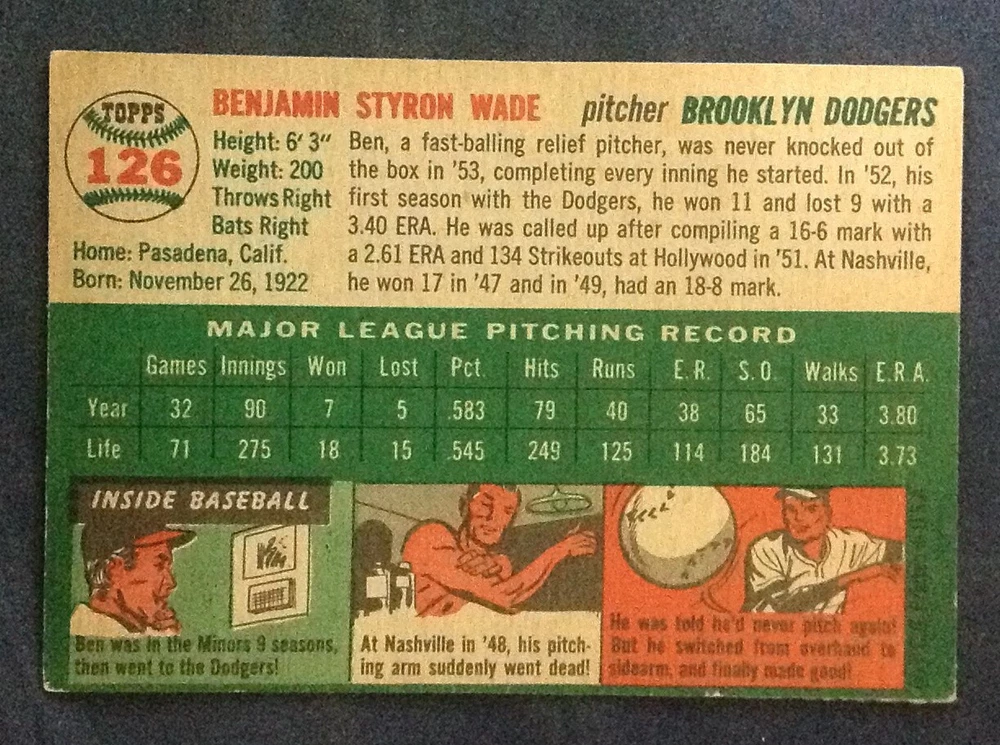 TOPPS
126
BENJAMIN STYRON WADE pitcher BROOKLYN DODGERS
Height: 6' 3"
Weight: 200
Throws Right
Bats Right
Home: Pasadena, Calif.
Born: November 26, 1922
Ben, a fast-balling relief pitcher, was never knocked out of
the box in '53, completing every inning he started. In '52, his
first season with the Dodgers, he won 11 and lost 9 with a
3.40 ERA. He was called up after compiling a 16-6 mark with
a 2.61 ERA and 134 Strikeouts at Hollywood in '51. At Nashville,
he won 17 in '47 and in '49, had an 18-8 mark.
MAJOR LEAGUE PITCHING RECORD
Games Innings Won Lost Pct. Hits Runs E.R. S.O. Walks E.R.A.
Year 32 90 7 5 .583 79 40 38 65 33 3.80
Life 71 275 18 15 .545 249 125 114 184 131 3.73
INSIDE BASEBALL
Ben was in the Minors 9 seasons,
then went to the Dodgers!
At Nashville in '48, his pitch-
ing arm suddenly went dead!
He was told he'd never pitch again!
But he switched from overhand to
sidearm, and finally made good!